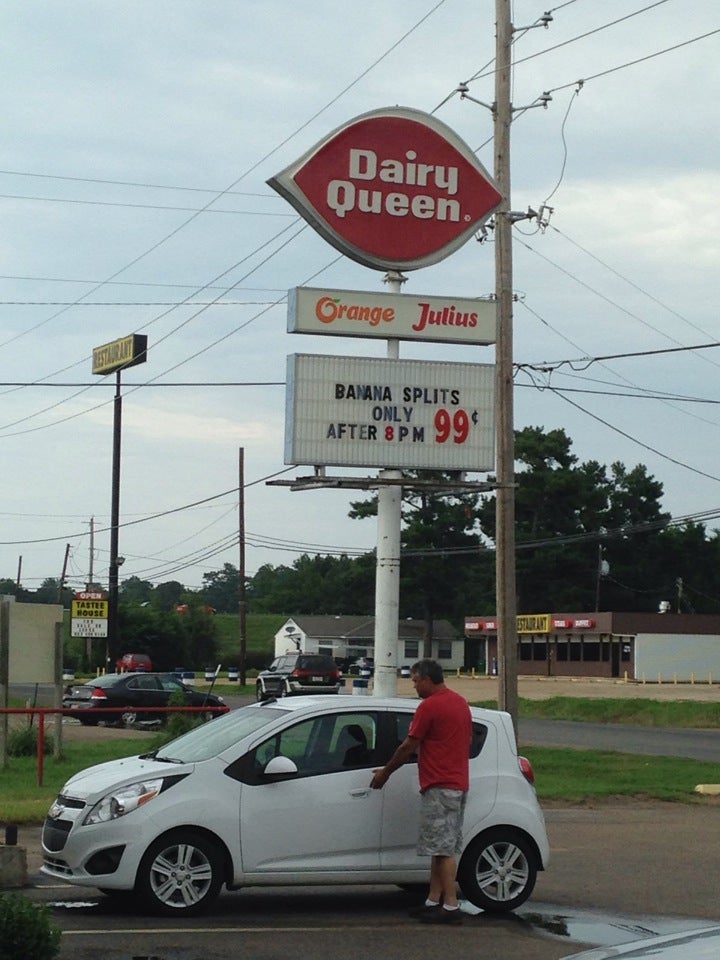 Dairy
Queen®
Orange Julius
BANANA SPLITS
ONLY
AFTER 8 PM 99¢
RESTAURANT
OPEN
TASTEE
HOUSE